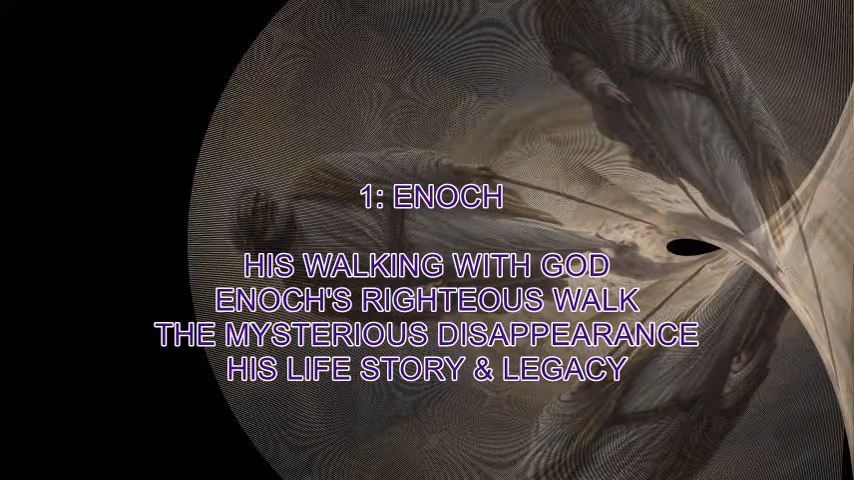 1: ENOCH
HIS WALKING WITH GOD
ENOCH'S RIGHTEOUS WALK
THE MYSTERIOUS DISAPPEARANCE
HIS LIFE STORY & LEGACY